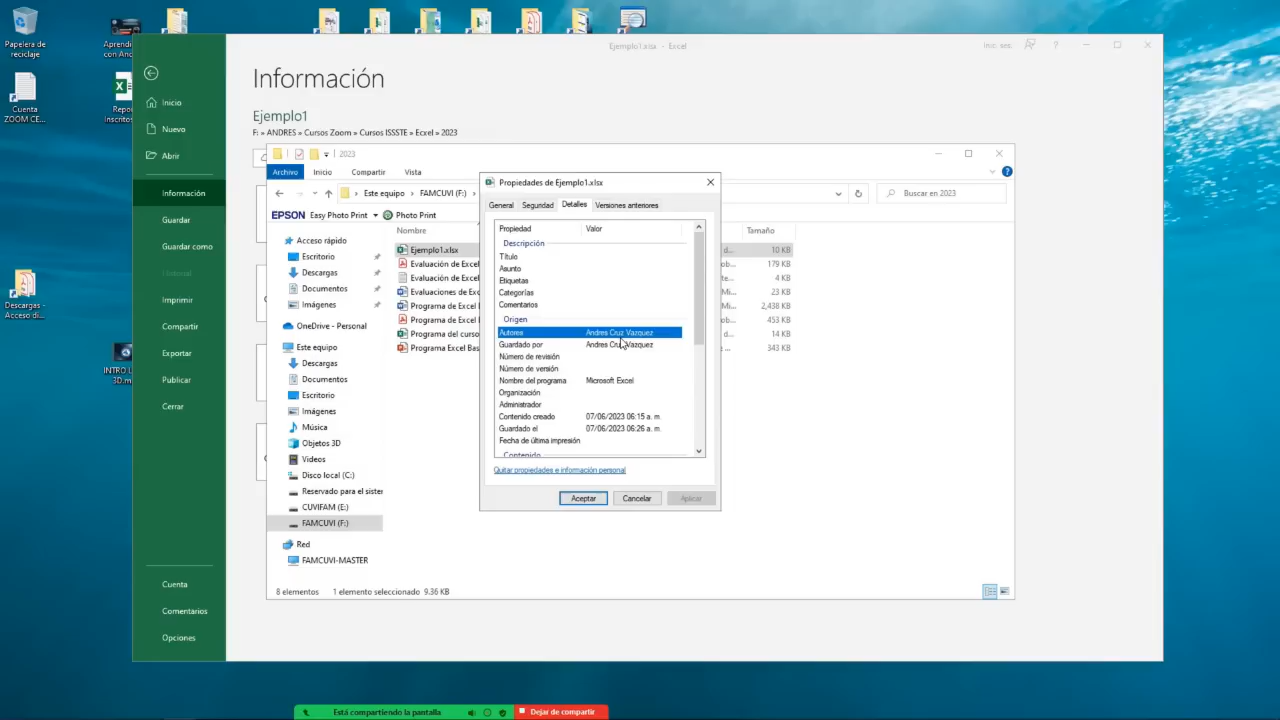 Papelera de
reciclaje
Aprende
con And
Cuenta
ZOOM CE...
Repo
Inscritos
Descargas -
Acceso di...
INTRO
3D.m
Ejemplo1.xlsx - Excel
Inic. ses.
?
Inicio
Nuevo
Abrir
Información
Guardar
Guardar como
Historial
Imprimir
Compartir
Exportar
Publicar
Cerrar
Cuenta
Comentarios
Opciones
Información
Ejemplo1
F: » ANDRES » Cursos Zoom » Cursos ISSSTE » Ecxel » 2023
2023
Archivo Inicio Compartir Vista
Este equipo › FAMCUVI (F:) ›
Buscar en 2023
EPSON Easy Photo Print Photo Print
Acceso rápido
Escritorio
Descargas
Documentos
Imágenes
OneDrive - Personal
Este equipo
Descargas
Documentos
Escritorio
Imágenes
Música
Objetos 3D
Videos
Disco local (C:)
Reservado para el sister
CUVIFAM (E:)
FAMCUVI (F:)
Red
FAMCUVI-MASTER
Nombre Tamaño
Ejemplo1.xlsx d... 10 KB
Evaluación de Excel ob... 179 KB
Evaluación de Excel te... 4 KB
Evaluaciones de Exc Mi... 23 KB
Programa de Excel Mi... 2,438 KB
Programa de Excel ob... 453 KB
Programa del curso d... 14 KB
Programa Excel Bas ... 343 KB
8 elementos 1 elemento seleccionado 9.36 KB
Propiedades de Ejemplo1.xlsx
General Seguridad Detalles Versiones anteriores
Propiedad Valor
Descripción
Título
Asunto
Etiquetas
Categorías
Comentarios
Origen
Autores Andres Cruz Vazquez
Guardado por Andres Cruz Vazquez
Número de revisión
Número de versión
Nombre del programa Microsoft Excel
Organización
Administrador
Contenido creado 07/06/2023 06:15 a. m.
Guardado el 07/06/2023 06:26 a. m.
Fecha de última impresión
Contenido
Quitar propiedades e información personal
Aceptar Cancelar Aplicar
Está compartiendo la pantalla
Dejar de compartir